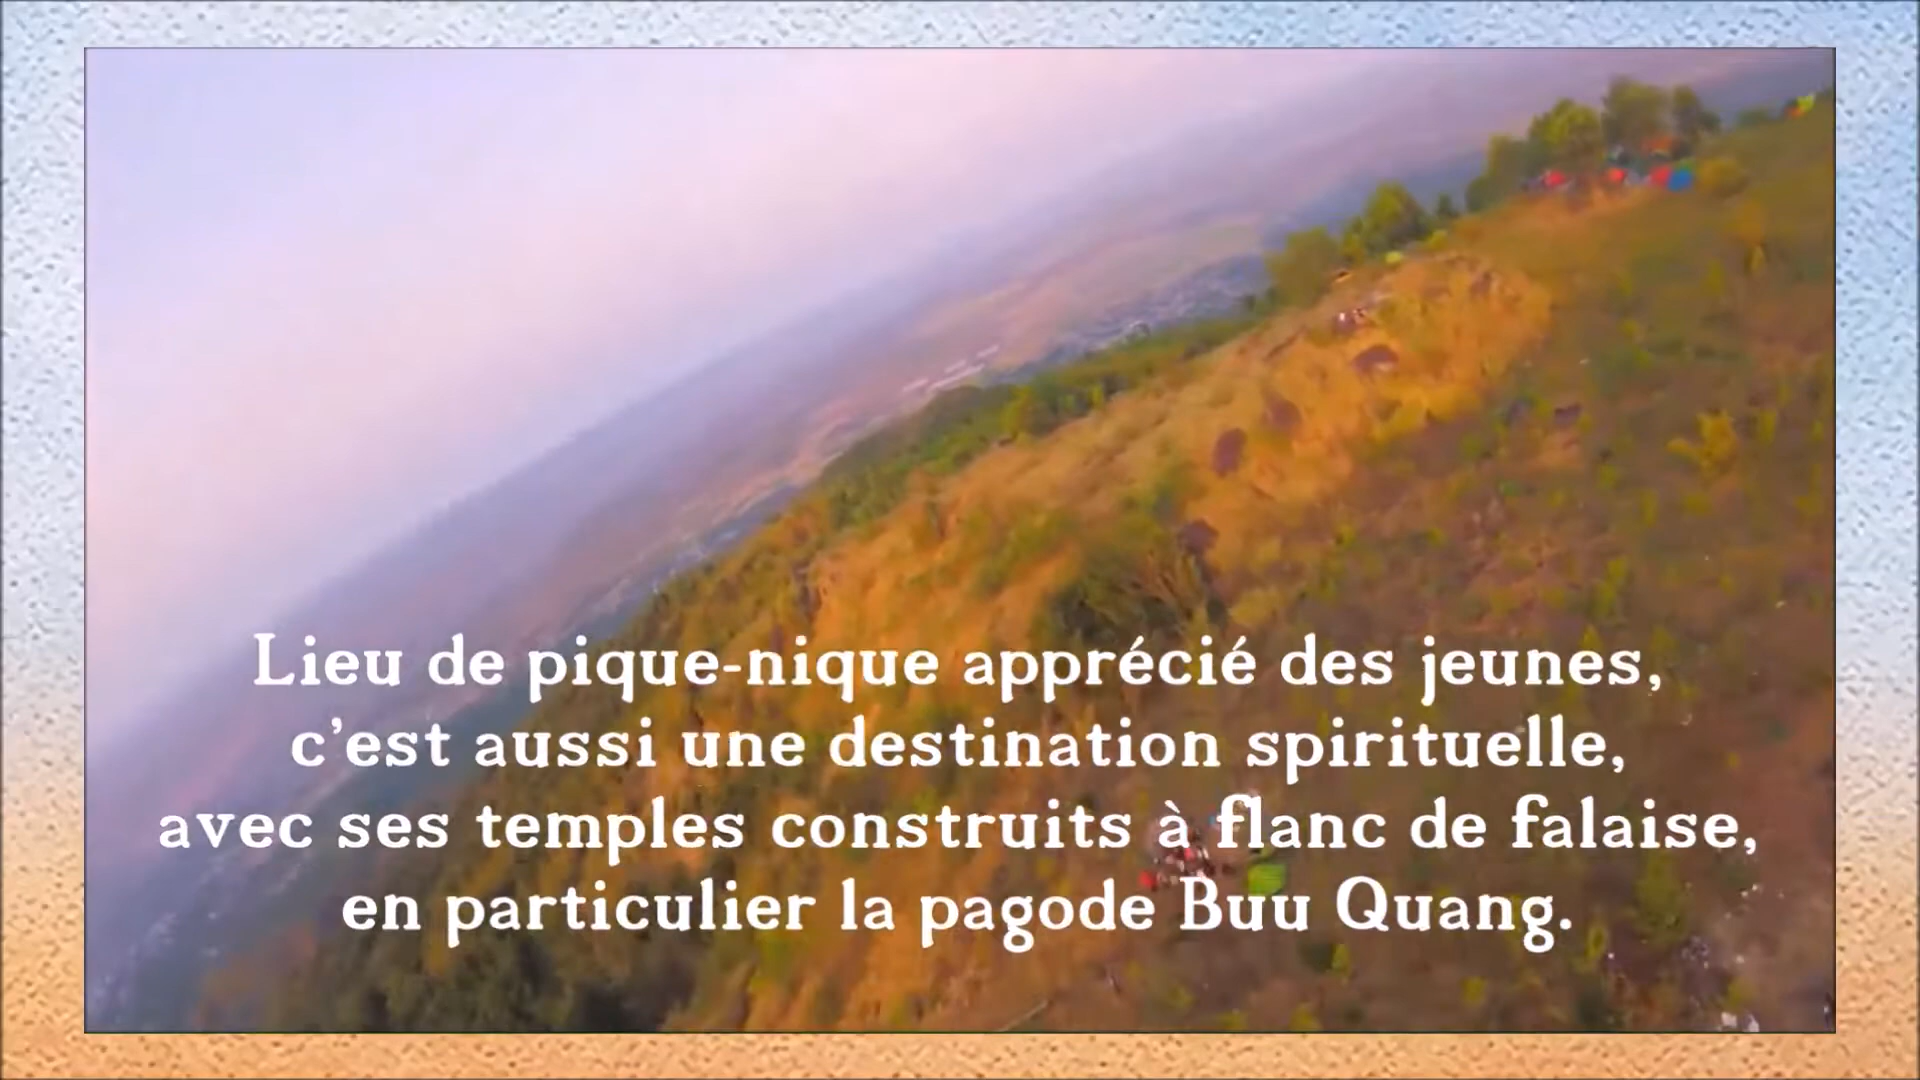 Lieu de pique-nique apprécié des jeunes,
c’est aussi une destination spirituelle,
avec ses temples construits à flanc de falaise,
en particulier la pagode Buu Quang.